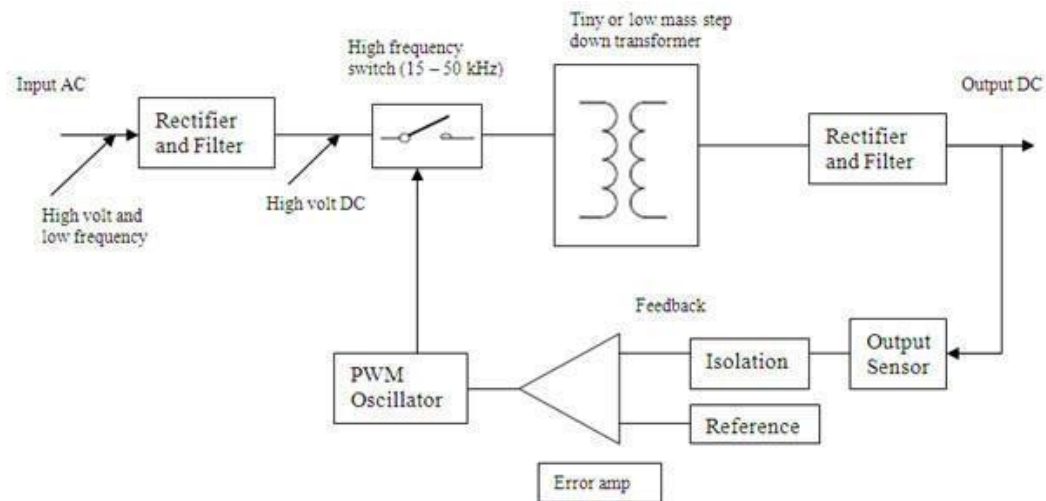 Tiny or low mass step
down transformer
High frequency
switch (15 – 50 kHz)
Input AC
Output DC
Rectifier
and Filter
Rectifier
and Filter
High volt DC
High volt and
low frequency
Feedback
PWM
Oscillator
Isolation
Output
Sensor
Reference
Error amp